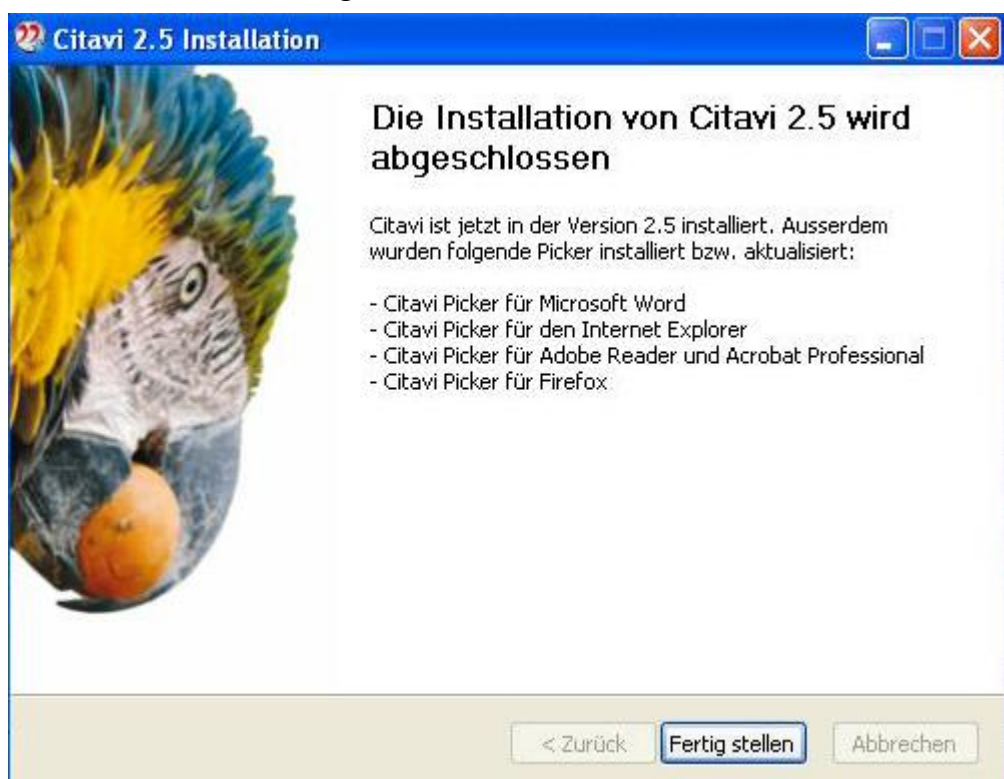 Citavi 2.5 Installation
Die Installation von Citavi 2.5 wird
abgeschlossen
Citavi ist jetzt in der Version 2.5 installiert. Ausserdem
wurden folgende Picker installiert bzw. aktualisiert:
- Citavi Picker für Microsoft Word
- Citavi Picker für den Internet Explorer
- Citavi Picker für Adobe Reader und Acrobat Professional
- Citavi Picker für Firefox
< Zurück Fertig stellen Abbrechen